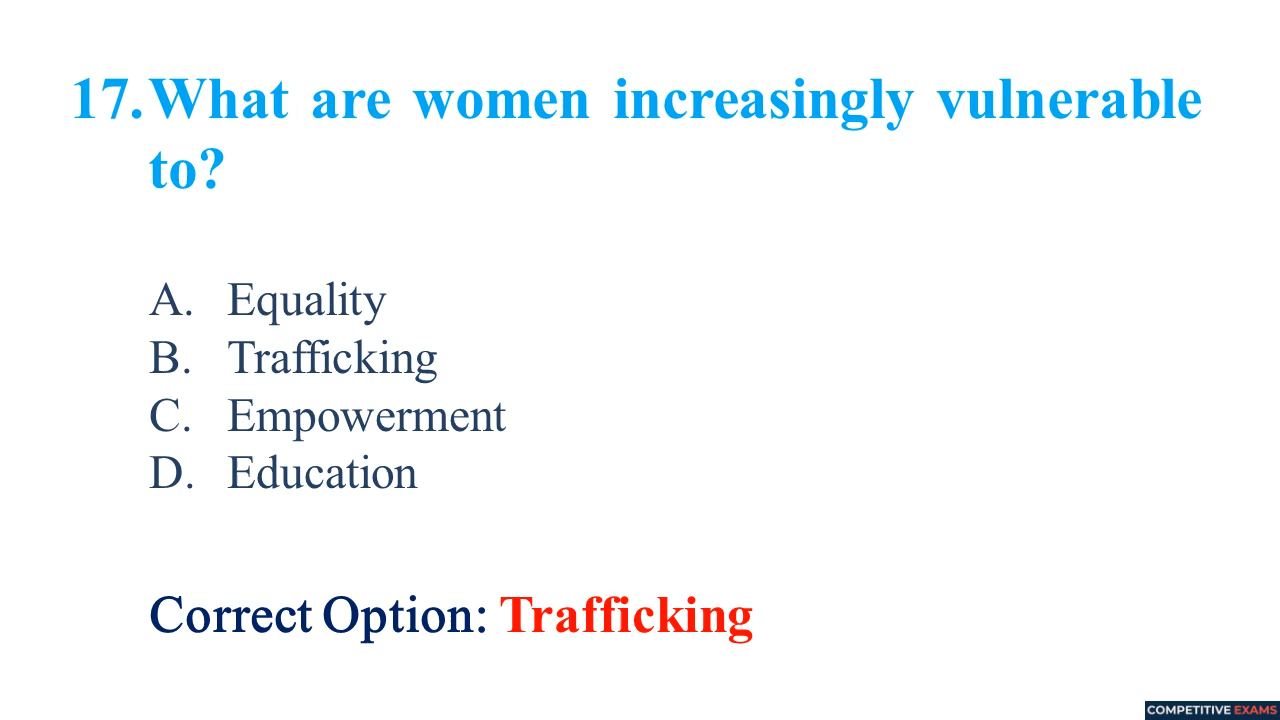 17. What are women increasingly vulnerable
to?
A. Equality
B. Trafficking
C. Empowerment
D. Education
Correct Option: Trafficking
COMPETITIVE EXAMS